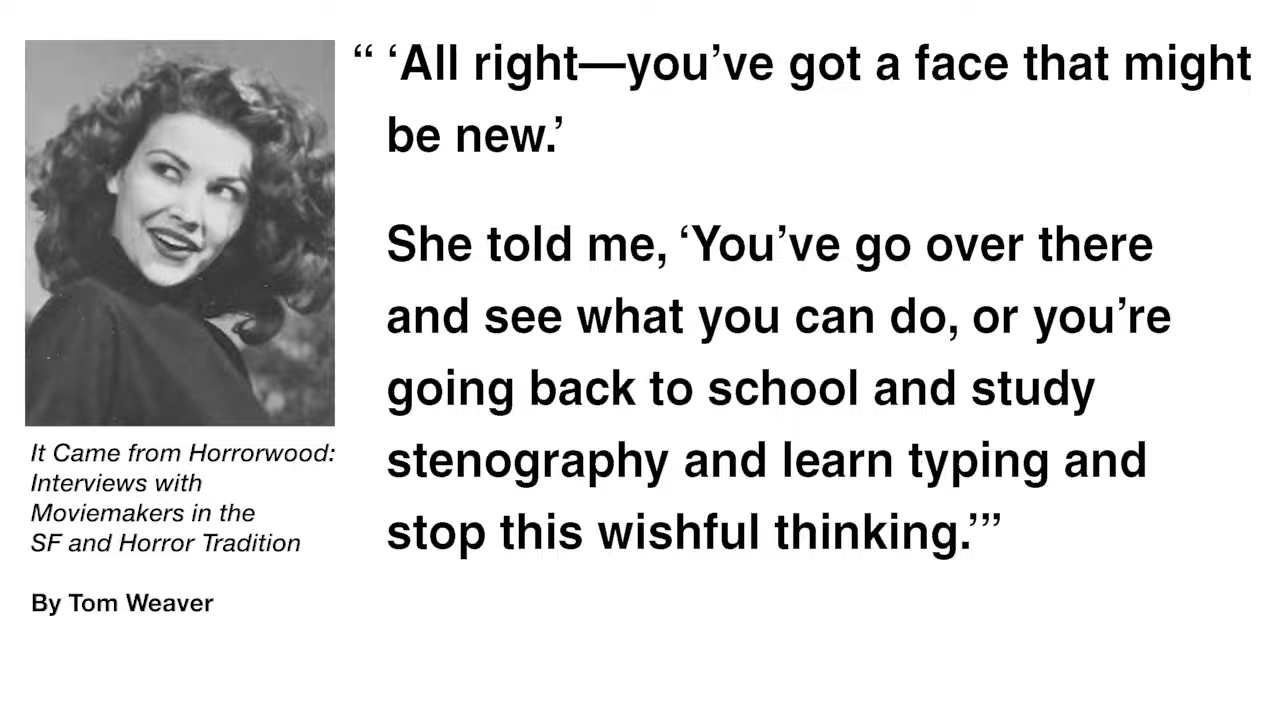 “ ‘All right—you’ve got a face that might
be new.’
She told me, ‘You’ve go over there
and see what you can do, or you’re
going back to school and study
stenography and learn typing and
stop this wishful thinking.’”
It Came from Horrorwood:
Interviews with
Moviemakers in the
SF and Horror Tradition
By Tom Weaver